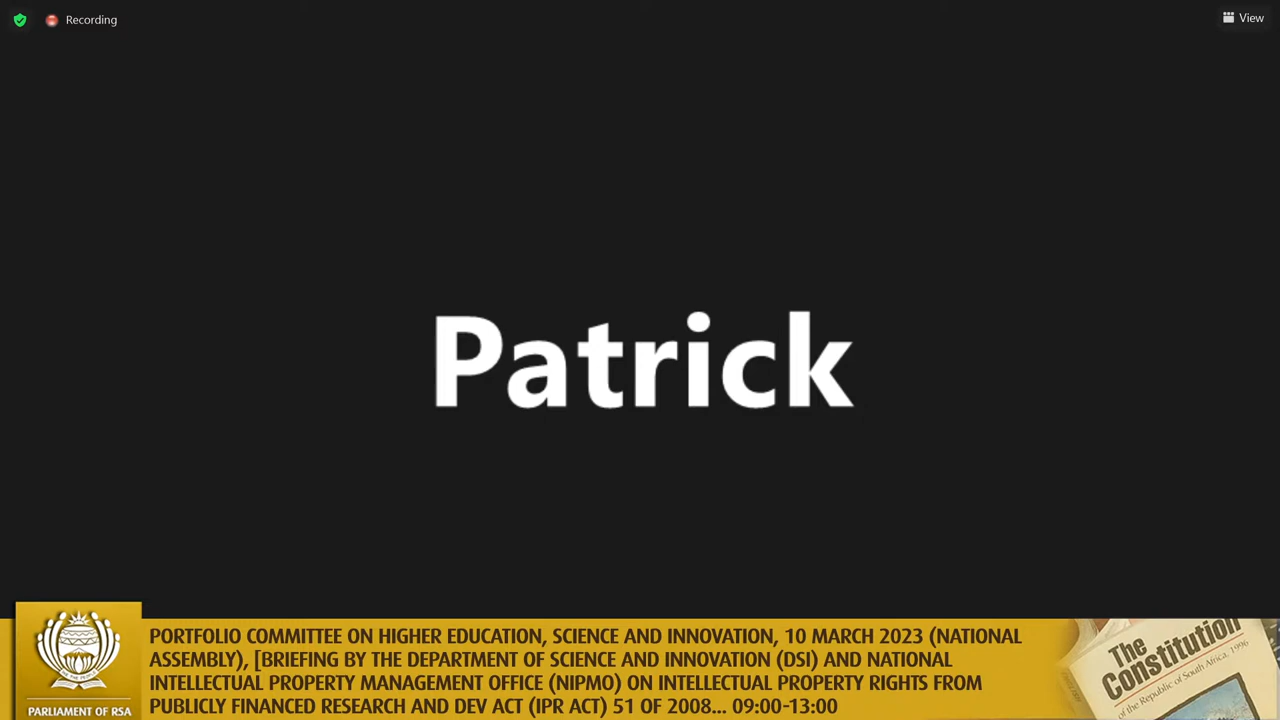 Recording
View
Patrick
PORTFOLIO COMMITTEE ON HIGHER EDUCATION, SCIENCE AND INNOVATION, 10 MARCH 2023 (NATIONAL
ASSEMBLY), [BRIEFING BY THE DEPARTMENT OF SCIENCE AND INNOVATION (DSI) AND NATIONAL
INTELLECTUAL PROPERTY MANAGEMENT OFFICE (NIPMO) ON INTELLECTUAL PROPERTY RIGHTS FROM
PUBLICLY FINANCED RESEARCH AND DEV ACT (IPR ACT) 51 OF 2008... 09:00-13:00
PARLIAMENT OF RSA
The
Constitution
of the Republic of South Africa, 1996